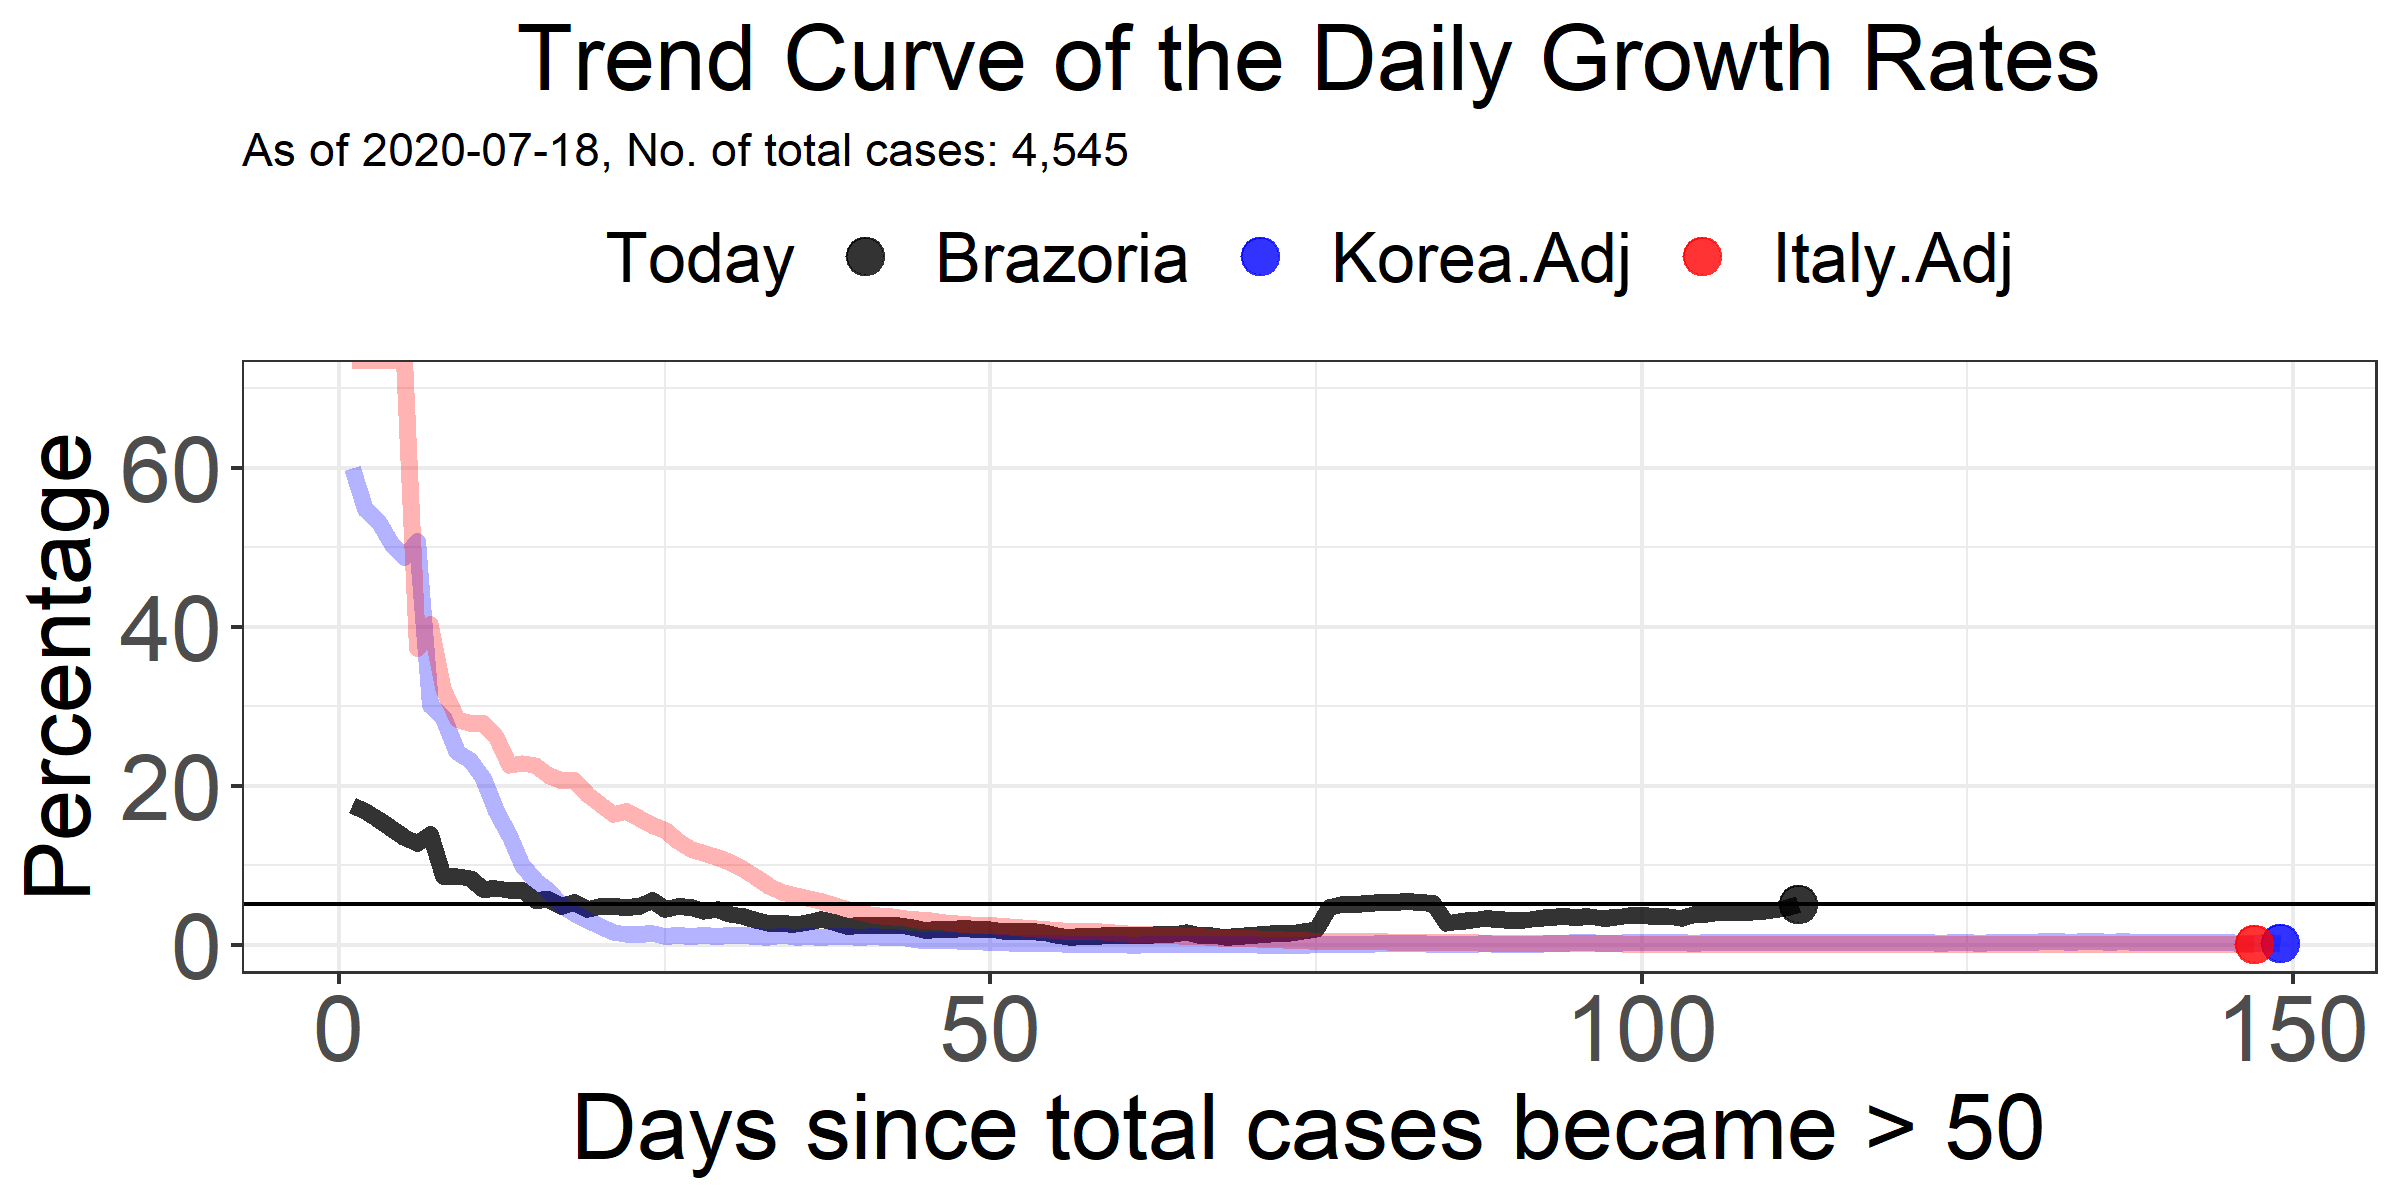 Trend Curve of the Daily Growth Rates
As of 2020-07-18, No. of total cases: 4,545
Today Brazoria Korea.Adj Italy.Adj
Percentage
60
40
20
0
0 50 100 150
Days since total cases became > 50